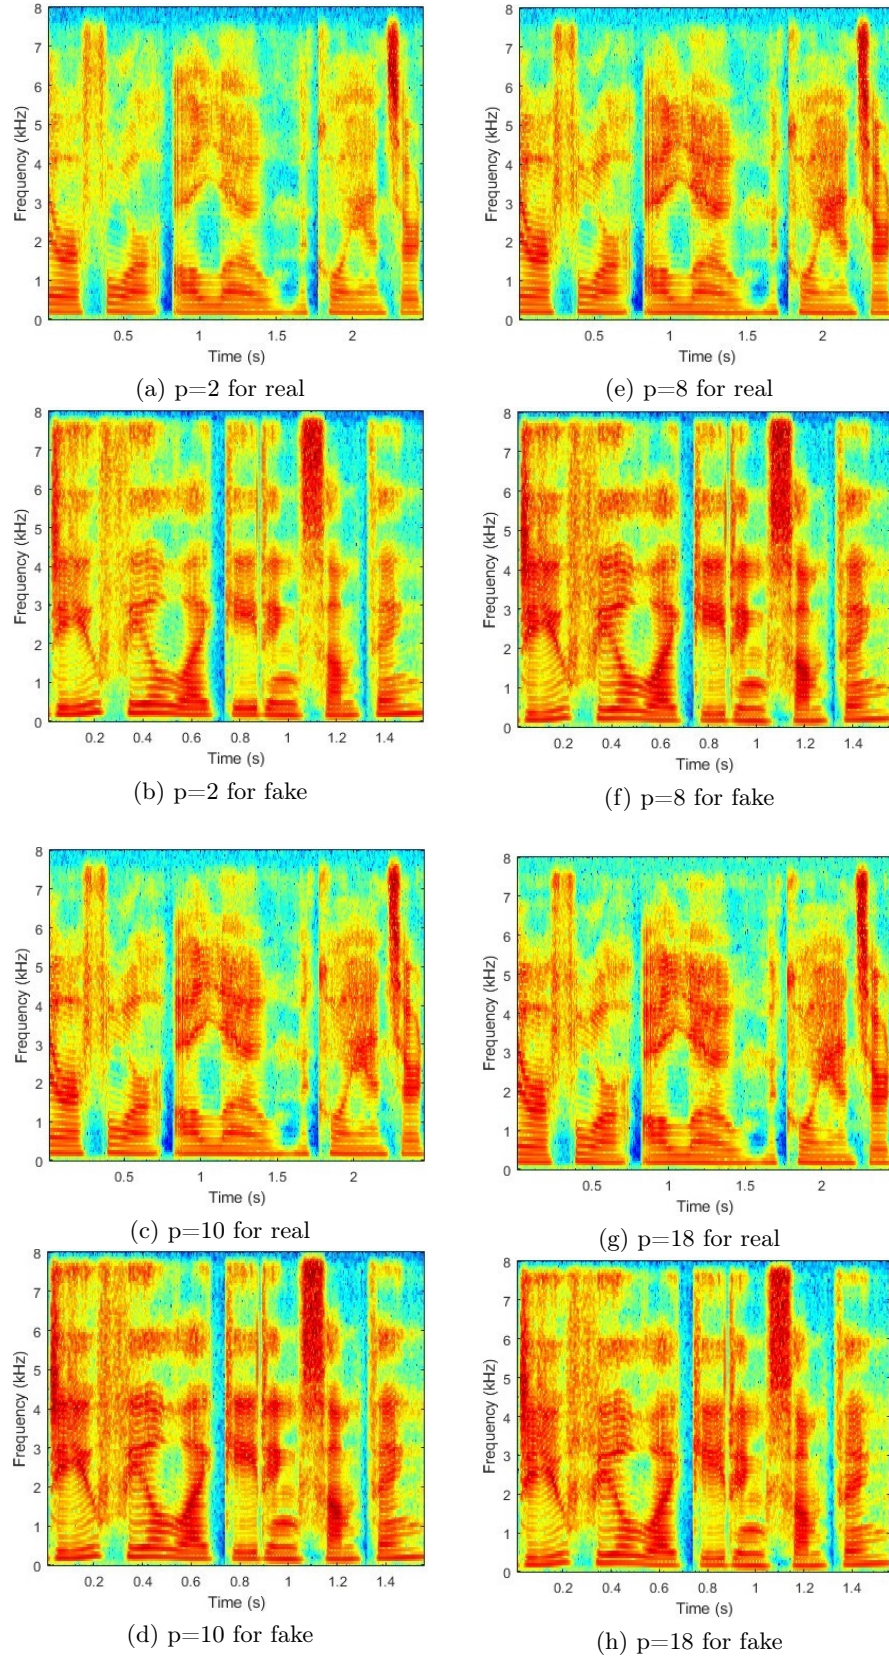 8
7
6
5
4
3
2
1
0
Frequency (kHz)
0.5 1 1.5 2
Time (s)
(a) p=2 for real
8
7
6
5
4
3
2
1
0
Frequency (kHz)
0.5 1 1.5 2
Time (s)
(e) p=8 for real
8
7
6
5
4
3
2
1
0
Frequency (kHz)
0.2 0.4 0.6 0.8 1 1.2 1.4
Time (s)
(b) p=2 for fake
8
7
6
5
4
3
2
1
0
Frequency (kHz)
0.2 0.4 0.6 0.8 1 1.2 1.4
Time (s)
(f) p=8 for fake
8
7
6
5
4
3
2
1
0
Frequency (kHz)
0.5 1 1.5 2
Time (s)
(c) p=10 for real
8
7
6
5
4
3
2
1
0
Frequency (kHz)
0.5 1 1.5 2
Time (s)
(g) p=18 for real
8
7
6
5
4
3
2
1
0
Frequency (kHz)
0.2 0.4 0.6 0.8 1 1.2 1.4
Time (s)
(d) p=10 for fake
8
7
6
5
4
3
2
1
0
Frequency (kHz)
0.2 0.4 0.6 0.8 1 1.2 1.4
Time (s)
(h) p=18 for fake